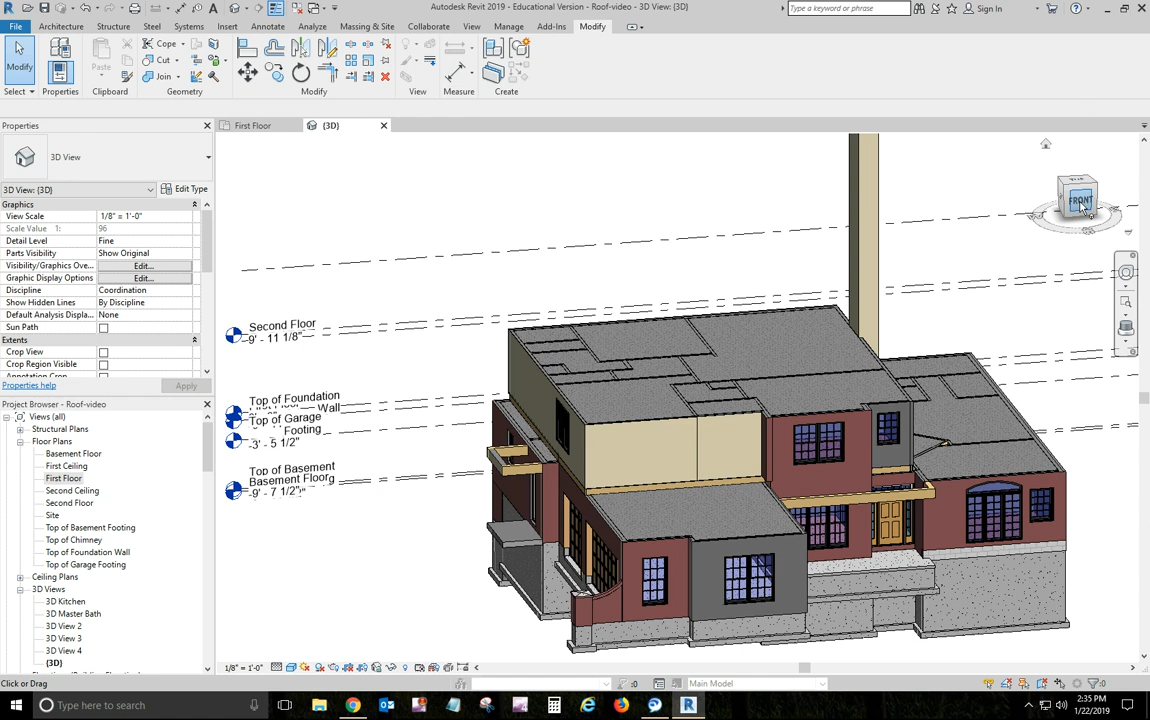 Autodesk Revit 2019 - Educational Version - Roof-video - 3D View: {3D}
Type a keyword or phrase
Sign In
File Architecture Structure Steel Systems Insert Annotate Analyze Massing & Site Collaborate View Manage Add-Ins Modify
Modify
Paste
Cope
Cut
Join
Select Properties Clipboard Geometry Modify View Measure Create
Properties
First Floor
{3D}
3D View
3D View: {3D}
Edit Type
Graphics
View Scale 1/8" = 1'-0"
Scale Value 1: 96
Detail Level Fine
Parts Visibility Show Original
Visibility/Graphics Ove... Edit...
Graphic Display Options Edit...
Discipline Coordination
Show Hidden Lines By Discipline
Default Analysis Displa... None
Sun Path
Extents
Crop View
Crop Region Visible
Annotation Crop
Properties help
Apply
Project Browser - Roof-video
Views (all)
Structural Plans
Floor Plans
Basement Floor
First Ceiling
First Floor
Second Ceiling
Second Floor
Site
Top of Basement Footing
Top of Chimney
Top of Foundation Wall
Top of Garage Footing
Ceiling Plans
3D Views
3D Kitchen
3D Master Bath
3D View 2
3D View 3
3D View 4
{3D}
Elevations (Building Elevation)
FRONT
Second Floor
9' - 11 1/8"
Top of Foundation
Wall
Top of Garage
Footing
-3' - 5 1/2"
Top of Basement
Basement Floor
-9' - 7 1/2"
1/8" = 1'-0"
Click or Drag
:0
Main Model
:0
Type here to search
2:35 PM
1/22/2019